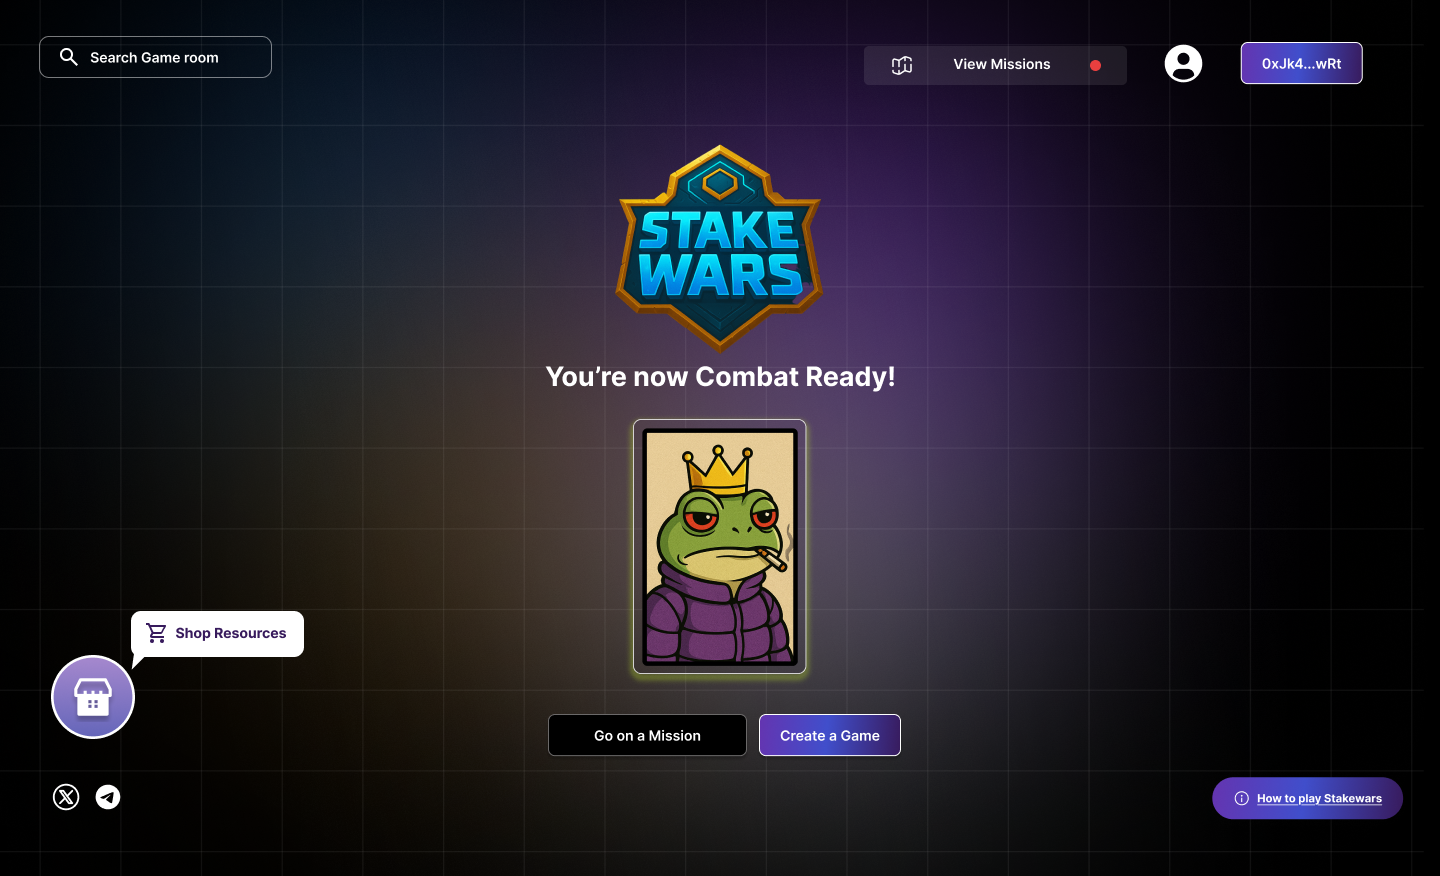 Search Game room
View Missions
0xJk4...wRt
STAKE
WARS
You're now Combat Ready!
Shop Resources
Go on a Mission
Create a Game
How to play Stakewars